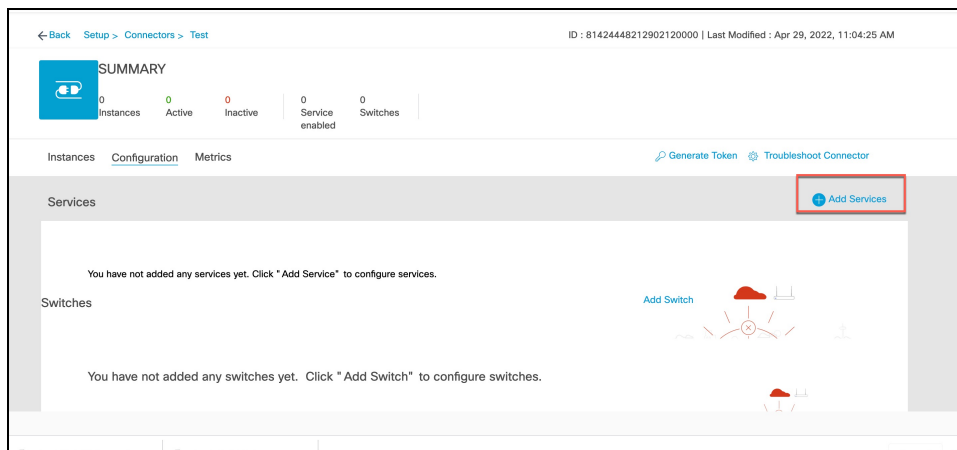 Back Setup > Connectors > Test
ID : 81424448212902120000 | Last Modified : Apr 29, 2022, 11:04:25 AM
SUMMARY
0 Instances
0 Active
0 Inactive
0 Service enabled
0 Switches
Instances Configuration Metrics
Generate Token Troubleshoot Connector
Services
Add Services
You have not added any services yet. Click "Add Service" to configure services.
Switches
Add Switch
You have not added any switches yet. Click "Add Switch" to configure switches.